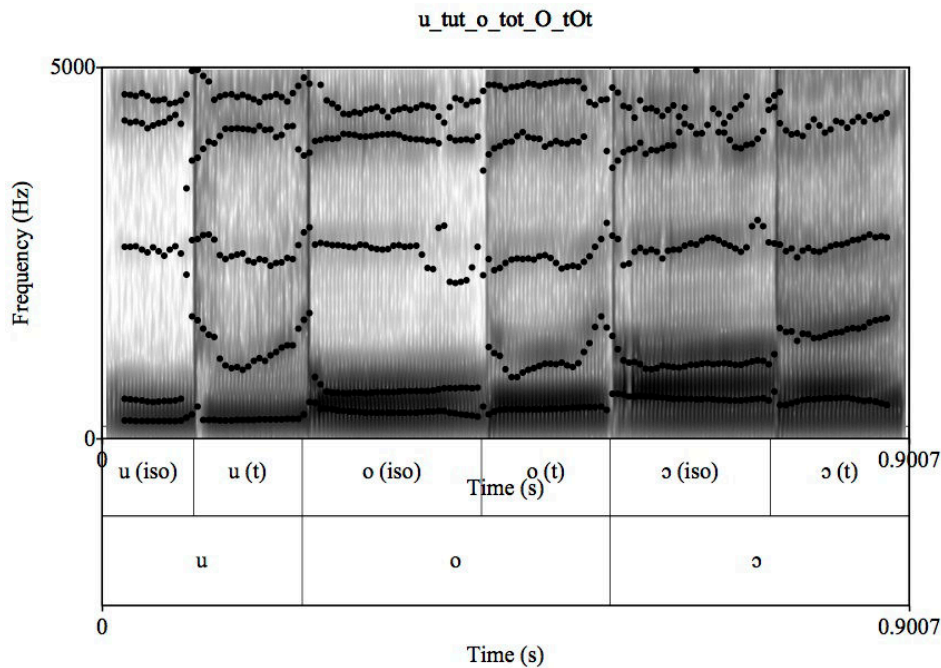 u_tut_o_tot_O_tOt
5000
Frequency (Hz)
0
0 0.9007
u (iso) u (t) o (iso) o (t) ɔ (iso) ɔ (t)
Time (s)
u o ɔ
0 0.9007
Time (s)